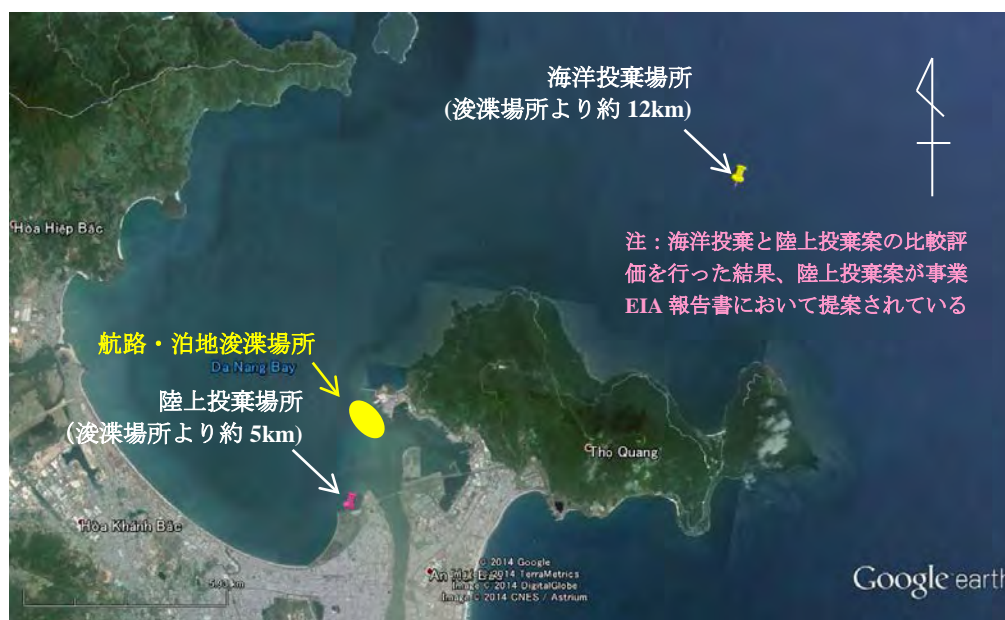 海洋投棄場所
(浚渫場所より約 12km)
Hòa Hiệp Bắc
注：海洋投棄と陸上投棄案の比較評
価を行った結果、陸上投棄案が事業
EIA 報告書において提案されている
航路・泊地浚渫場所
Da Nang Bay
陸上投棄場所
（浚渫場所より約 5km)
Thọ Quang
Hòa Khánh Bắc
© 2014 Google
© 2014 TerraMetrics
Image © 2014 DigitalGlobe
Image © 2014 CNES / Astrium
Google earth